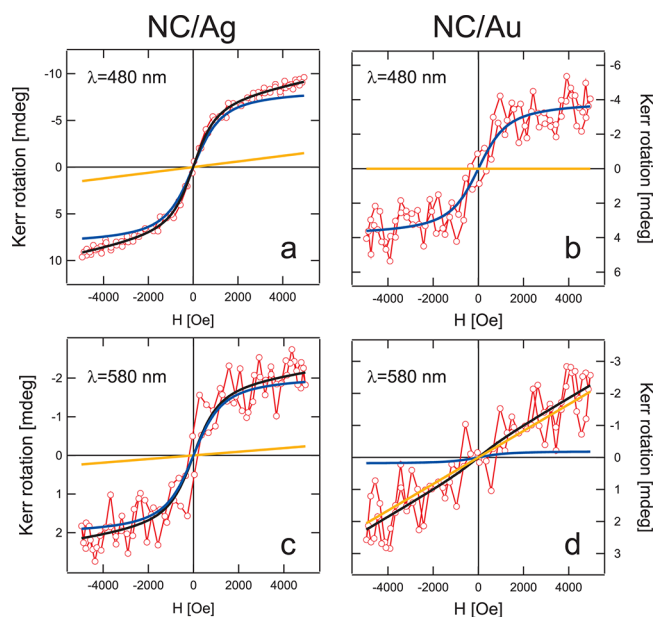 NC/Ag
NC/Au
λ=480 nm
Kerr rotation [mdeg]
-10
-5
0
5
10
-4000
-2000
0
2000
4000
H [Oe]
a
λ=480 nm
-6
-4
-2
0
2
4
6
Kerr rotation [mdeg]
-4000
-2000
0
2000
4000
H [Oe]
b
λ=580 nm
Kerr rotation [mdeg]
-2
-1
0
1
2
-4000
-2000
0
2000
4000
H [Oe]
c
λ=580 nm
-3
-2
-1
0
1
2
3
Kerr rotation [mdeg]
-4000
-2000
0
2000
4000
H [Oe]
d